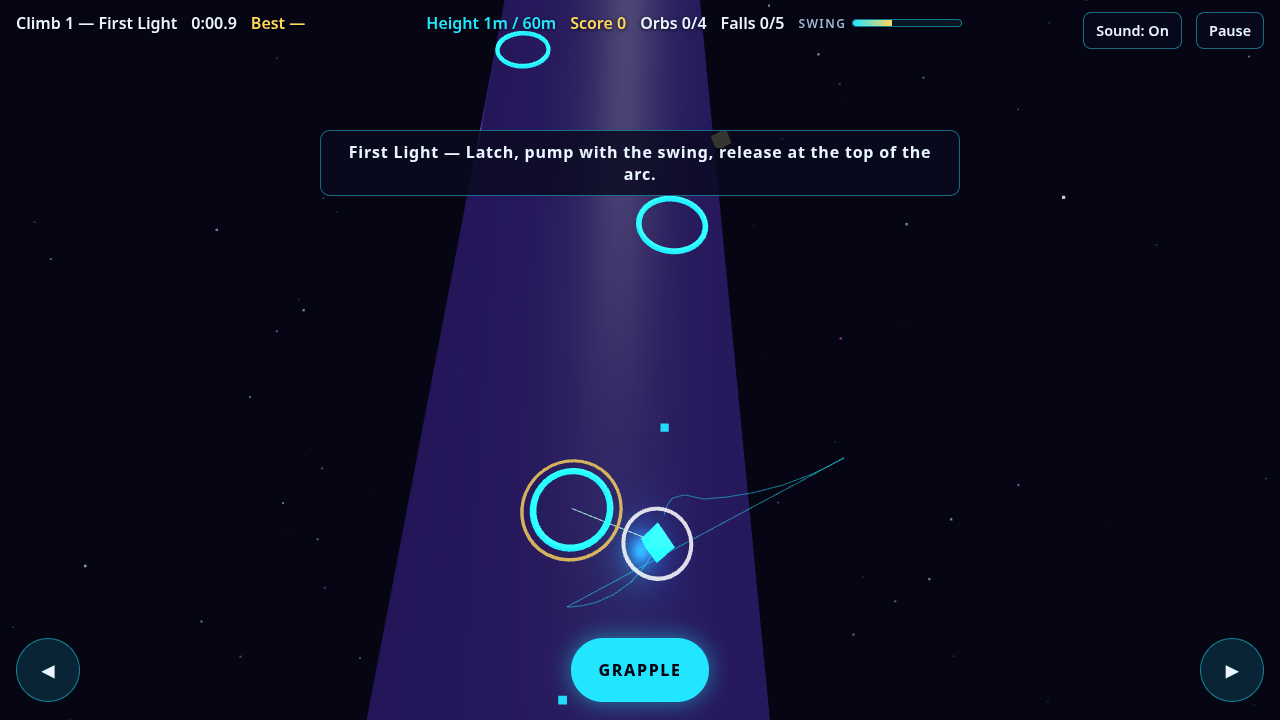 Climb 1 — First Light 0:00.9 Best —
Height 1m / 60m Score 0 Orbs 0/4 Falls 0/5 SWING
Sound: On Pause
First Light — Latch, pump with the swing, release at the top of the
arc.
◀ GRAPPLE ▶